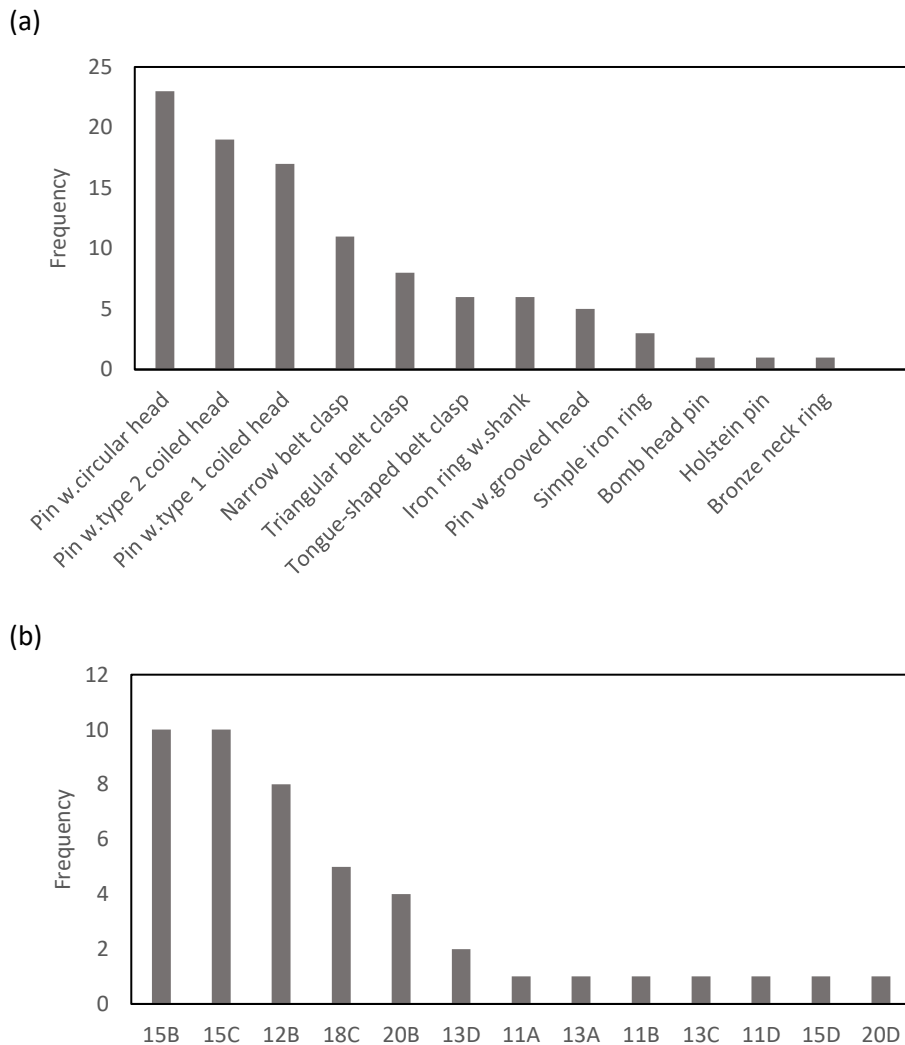 (a)
25
20
15
10
5
0
Frequency
Pin w.circular head
Pin w.type 2 coiled head
Pin w.type 1 coiled head
Narrow belt clasp
Triangular belt clasp
Tongue-shaped belt clasp
Iron ring w.shank
Pin w.grooved head
Simple iron ring
Bomb head pin
Holstein pin
Bronze neck ring
(b)
12
10
8
6
4
2
0
Frequency
15B 15C 12B 18C 20B 13D 11A 13A 11B 13C 11D 15D 20D